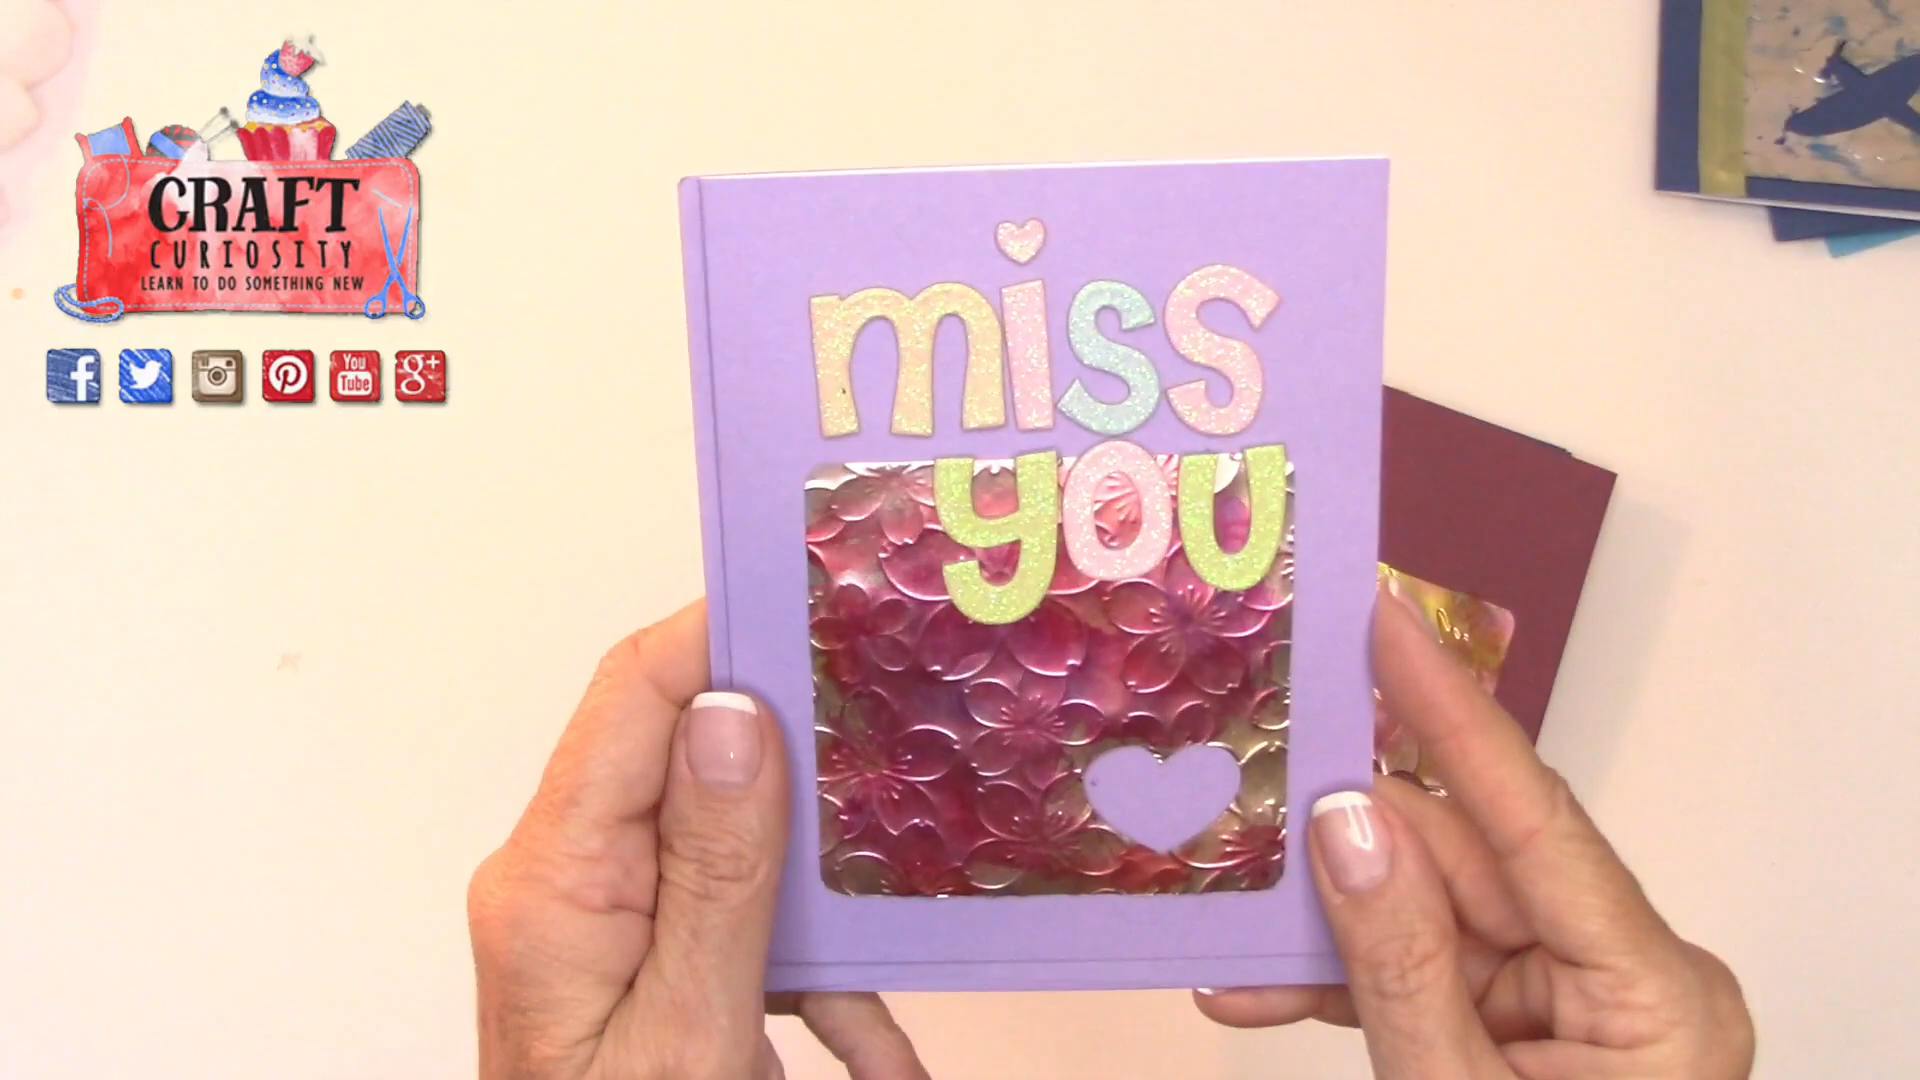 CRAFT
CURIOSITY
LEARN TO DO SOMETHING NEW
f
You
Tube
g+
miss
you